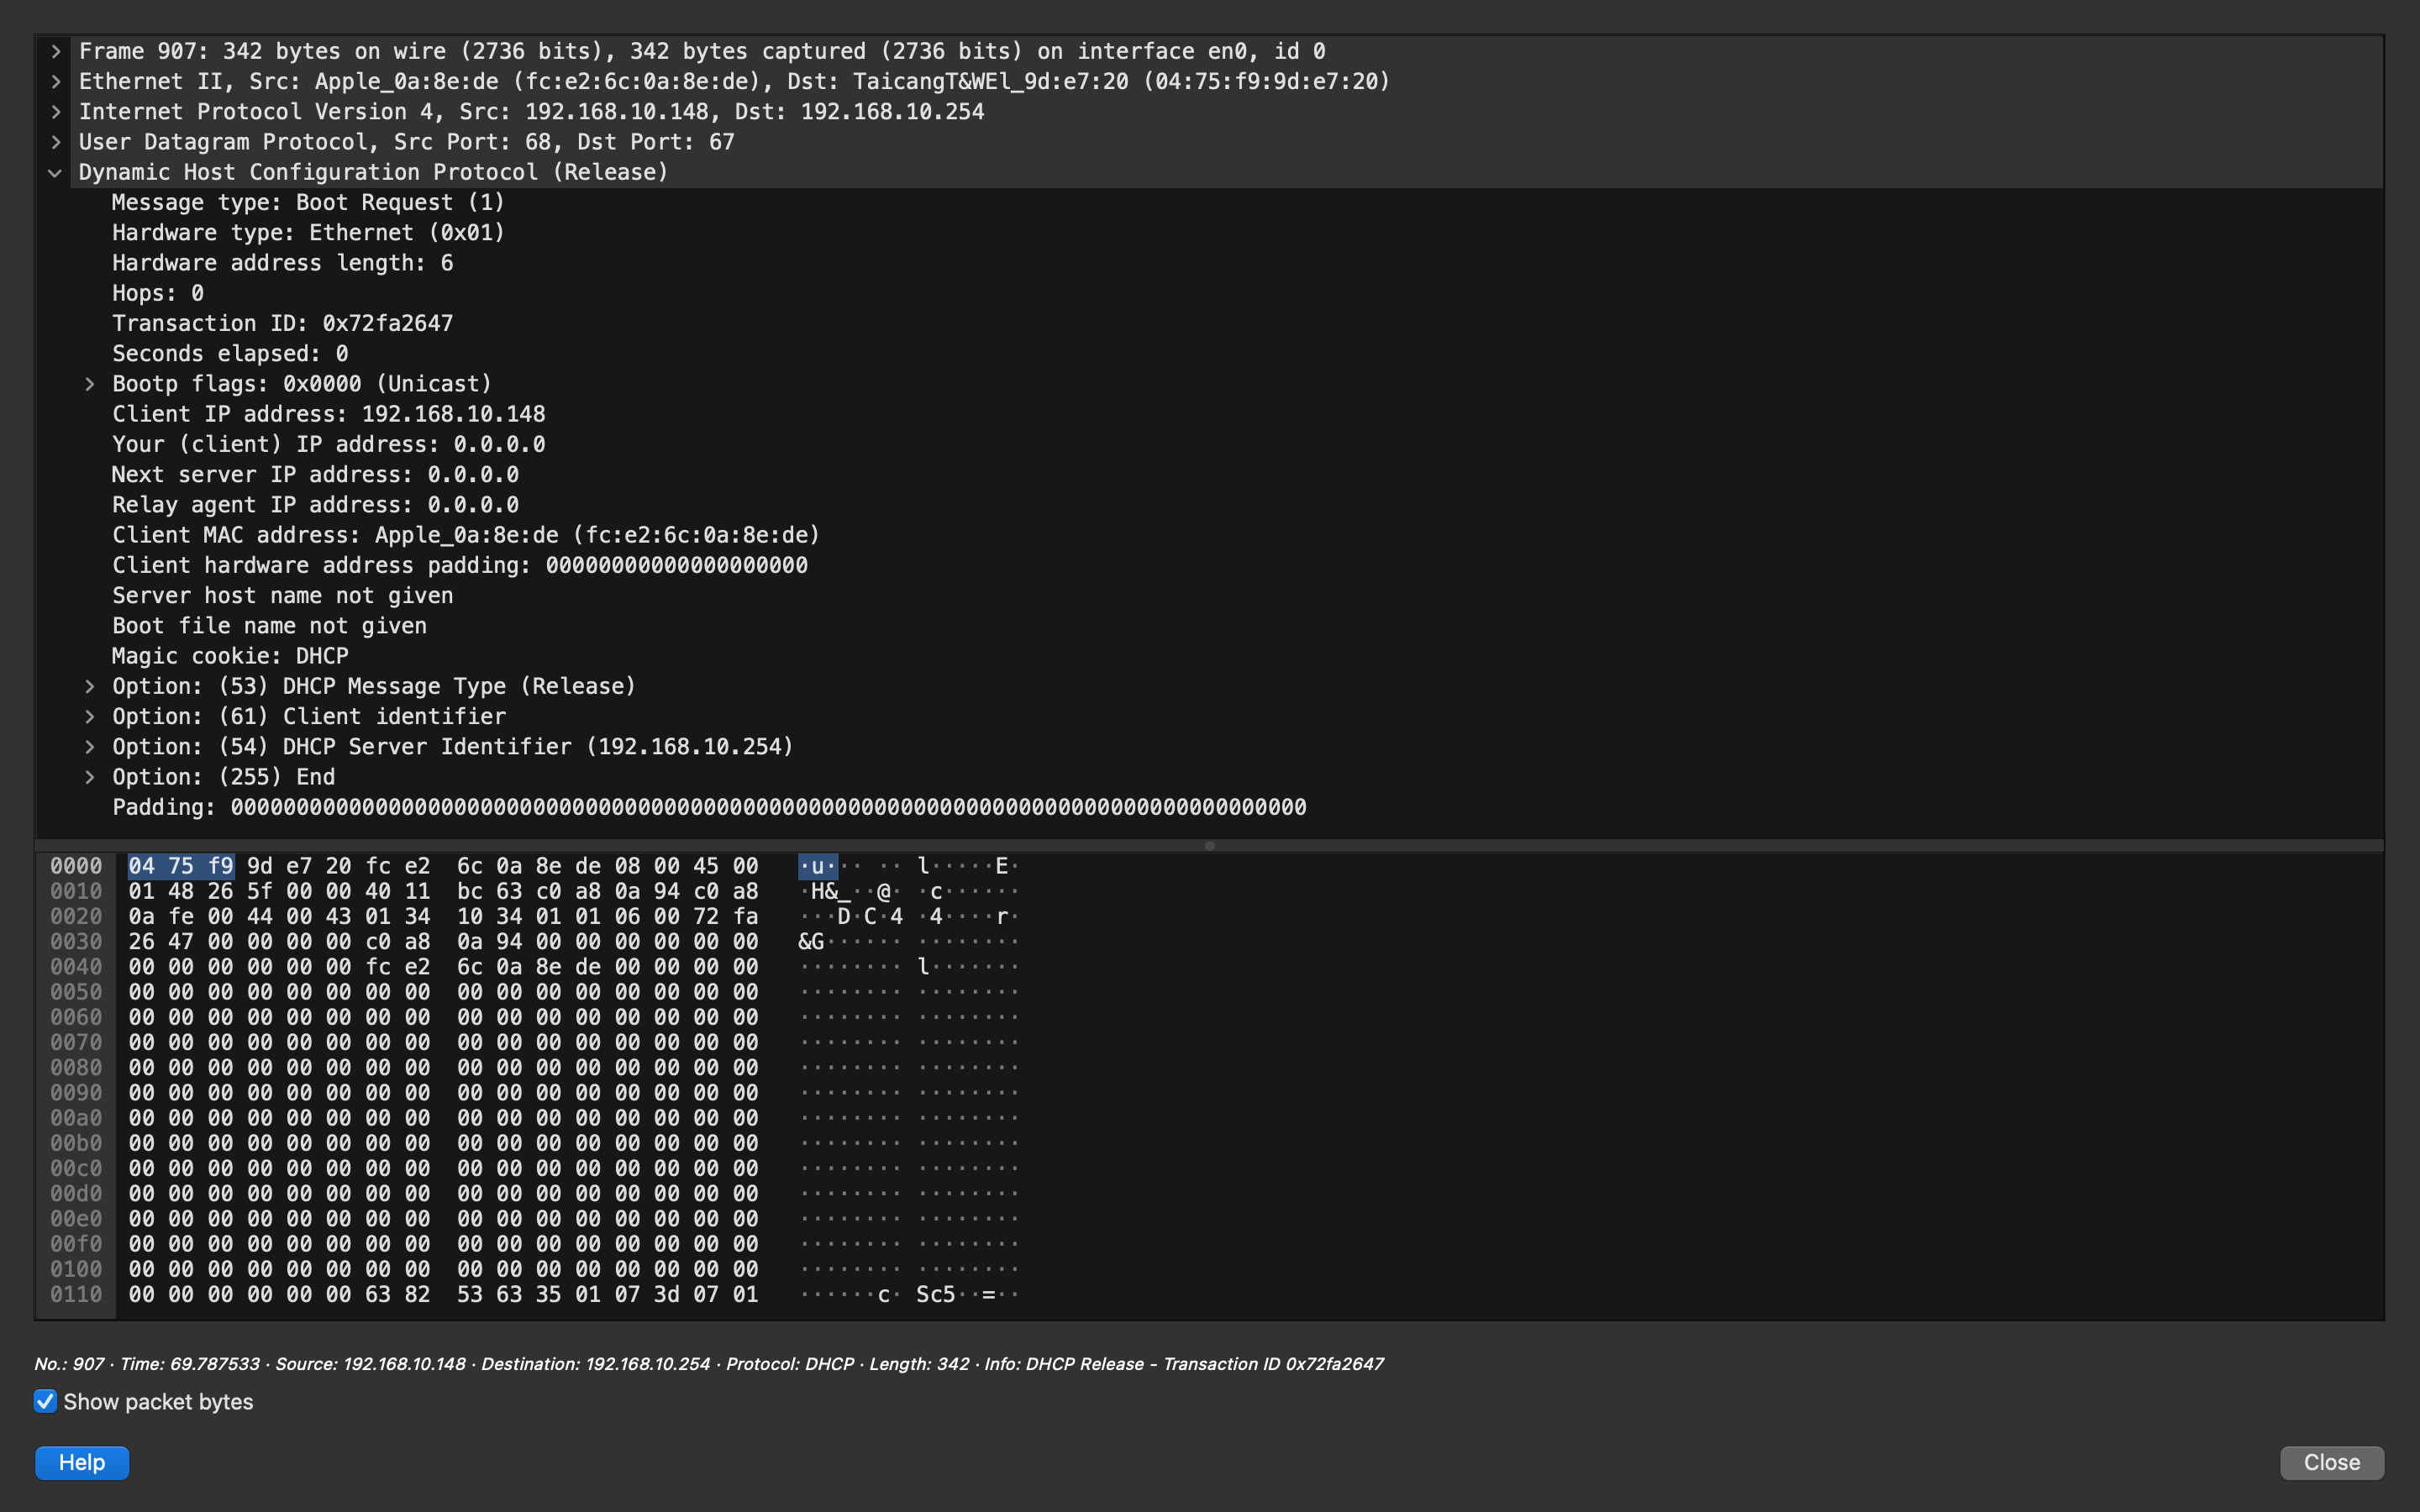 Frame 907: 342 bytes on wire (2736 bits), 342 bytes captured (2736 bits) on interface en0, id 0
Ethernet II, Src: Apple_0a:8e:de (fc:e2:6c:0a:8e:de), Dst: TaicangT&WEl_9d:e7:20 (04:75:f9:9d:e7:20)
Internet Protocol Version 4, Src: 192.168.10.148, Dst: 192.168.10.254
User Datagram Protocol, Src Port: 68, Dst Port: 67
Dynamic Host Configuration Protocol (Release)
Message type: Boot Request (1)
Hardware type: Ethernet (0x01)
Hardware address length: 6
Hops: 0
Transaction ID: 0x72fa2647
Seconds elapsed: 0
Bootp flags: 0x0000 (Unicast)
Client IP address: 192.168.10.148
Your (client) IP address: 0.0.0.0
Next server IP address: 0.0.0.0
Relay agent IP address: 0.0.0.0
Client MAC address: Apple_0a:8e:de (fc:e2:6c:0a:8e:de)
Client hardware address padding: 00000000000000000000
Server host name not given
Boot file name not given
Magic cookie: DHCP
Option: (53) DHCP Message Type (Release)
Option: (61) Client identifier
Option: (54) DHCP Server Identifier (192.168.10.254)
Option: (255) End
Padding: 0000000000000000000000000000000000000000000000000000000000000000000000000000000000
0000 04 75 f9 9d e7 20 fc e2 6c 0a 8e de 08 00 45 00 ·u··· ··l·····E·
0010 01 48 26 5f 00 00 40 11 bc 63 c0 a8 0a 94 c0 a8 ·H&_··@··c······
0020 0a fe 00 44 00 43 01 34 10 34 01 01 06 00 72 fa ···D·C·4·4····r·
0030 26 47 00 00 00 00 c0 a8 0a 94 00 00 00 00 00 00 &G······ ········
0040 00 00 00 00 00 00 fc e2 6c 0a 8e de 00 00 00 00 ········ l·······
0050 00 00 00 00 00 00 00 00 00 00 00 00 00 00 00 00 ········ ········
0060 00 00 00 00 00 00 00 00 00 00 00 00 00 00 00 00 ········ ········
0070 00 00 00 00 00 00 00 00 00 00 00 00 00 00 00 00 ········ ········
0080 00 00 00 00 00 00 00 00 00 00 00 00 00 00 00 00 ········ ········
0090 00 00 00 00 00 00 00 00 00 00 00 00 00 00 00 00 ········ ········
00a0 00 00 00 00 00 00 00 00 00 00 00 00 00 00 00 00 ········ ········
00b0 00 00 00 00 00 00 00 00 00 00 00 00 00 00 00 00 ········ ········
00c0 00 00 00 00 00 00 00 00 00 00 00 00 00 00 00 00 ········ ········
00d0 00 00 00 00 00 00 00 00 00 00 00 00 00 00 00 00 ········ ········
00e0 00 00 00 00 00 00 00 00 00 00 00 00 00 00 00 00 ········ ········
00f0 00 00 00 00 00 00 00 00 00 00 00 00 00 00 00 00 ········ ········
0100 00 00 00 00 00 00 00 00 00 00 00 00 00 00 00 00 ········ ········
0110 00 00 00 00 00 00 63 82 53 63 35 01 07 3d 07 01 ······c· Sc5··=··
No.: 907 · Time: 69.787533 · Source: 192.168.10.148 · Destination: 192.168.10.254 · Protocol: DHCP · Length: 342 · Info: DHCP Release - Transaction ID 0x72fa2647
Show packet bytes
Help
Close